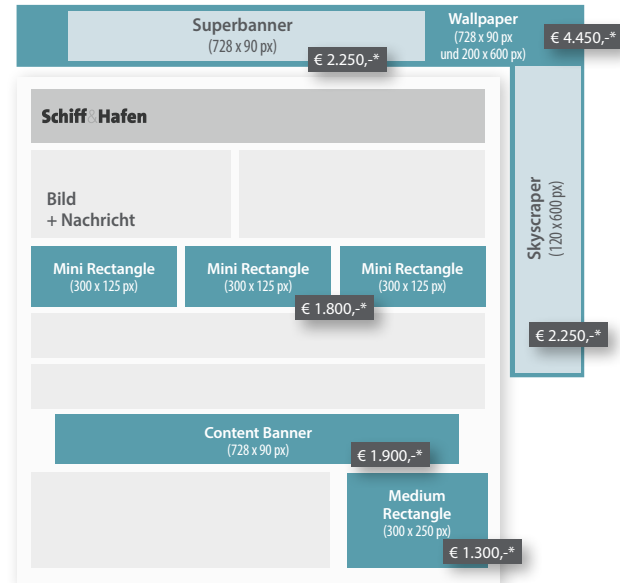 Superbanner
(728 x 90 px)
€ 2.250,-*
Wallpaper
(728 x 90 px
und 200 x 600 px)
€ 4.450,-*
Schiff&Hafen
Skyscraper
(120 x 600 px)
€ 2.250,-*
Bild
+ Nachricht
Mini Rectangle
(300 x 125 px)
Mini Rectangle
(300 x 125 px)
Mini Rectangle
(300 x 125 px)
€ 1.800,-*
Content Banner
(728 x 90 px)
€ 1.900,-*
Medium
Rectangle
(300 x 250 px)
€ 1.300,-*